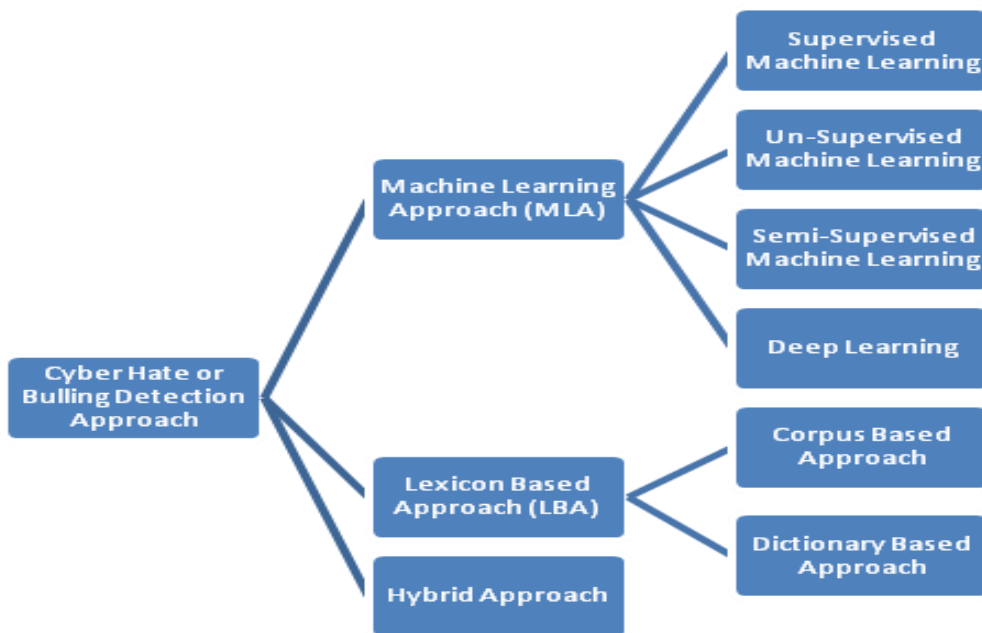 Cyber Hate or
Bulling Detection
Approach
Machine Learning
Approach (MLA)
Supervised
Machine Learning
Un-Supervised
Machine Learning
Semi-Supervised
Machine Learning
Deep Learning
Lexicon Based
Approach (LBA)
Corpus Based
Approach
Dictionary Based
Approach
Hybrid Approach